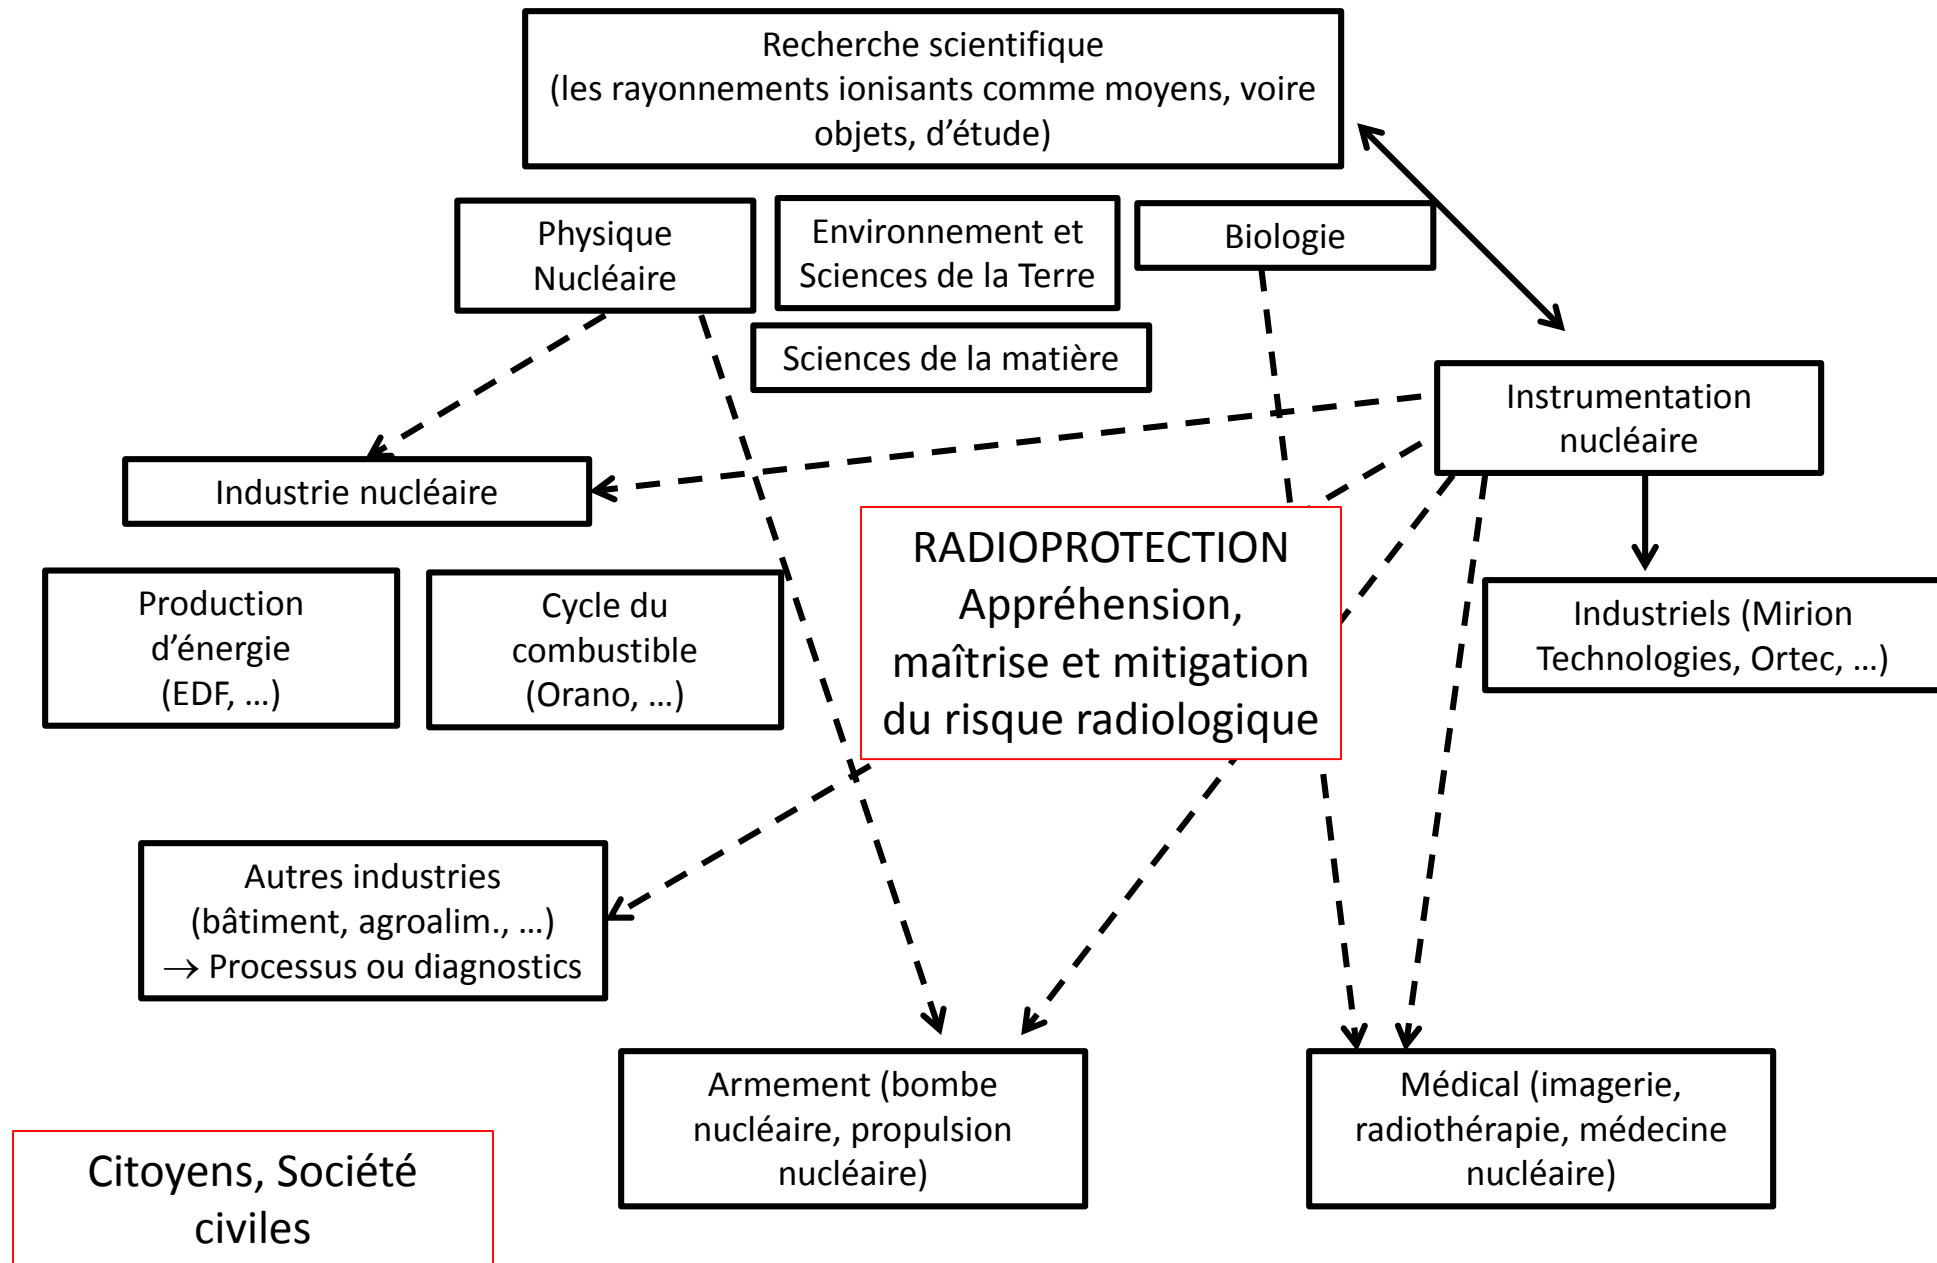 Recherche scientifique
(les rayonnements ionisants comme moyens, voire
objets, d’étude)
Physique
Nucléaire
Environnement et
Sciences de la Terre
Biologie
Sciences de la matière
Instrumentation
nucléaire
Industrie nucléaire
RADIOPROTECTION
Appréhension,
maîtrise et mitigation
du risque radiologique
Production
d’énergie
(EDF, …)
Cycle du
combustible
(Orano, …)
Industriels (Mirion
Technologies, Ortec, …)
Autres industries
(bâtiment, agroalim., …)
→ Processus ou diagnostics
Armement (bombe
nucléaire, propulsion
nucléaire)
Médical (imagerie,
radiothérapie, médecine
nucléaire)
Citoyens, Société
civiles